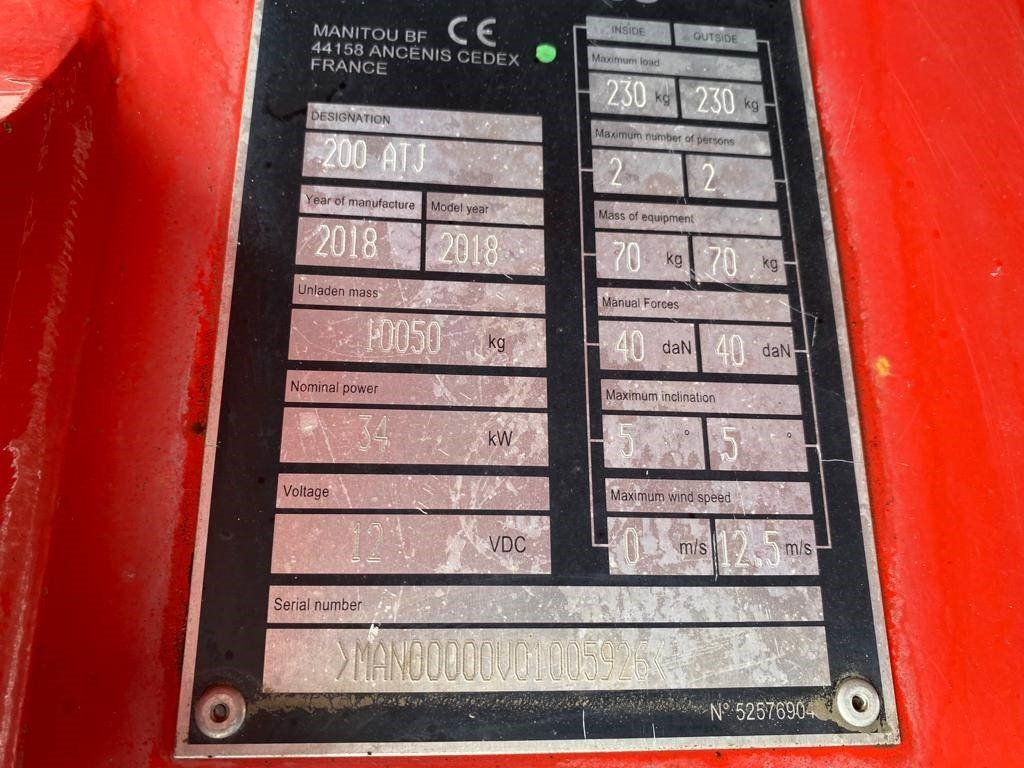 MANITOU BF CE
44158 ANCENIS CEDEX
FRANCE
DESIGNATION
200 ATJ
Year of manufacture Model year
2018 2018
Unladen mass
10050 kg
Nominal power
34 kW
Voltage
12 VDC
INSIDE OUTSIDE
Maximum load
230 kg 230 kg
Maximum number of persons
2 2
Mass of equipment
70 kg 70 kg
Manual Forces
40 daN 40 daN
Maximum inclination
5 ° 5 °
Maximum wind speed
0 m/s 12.5 m/s
Serial number
>MAN00000V01005926<
N° 52576904